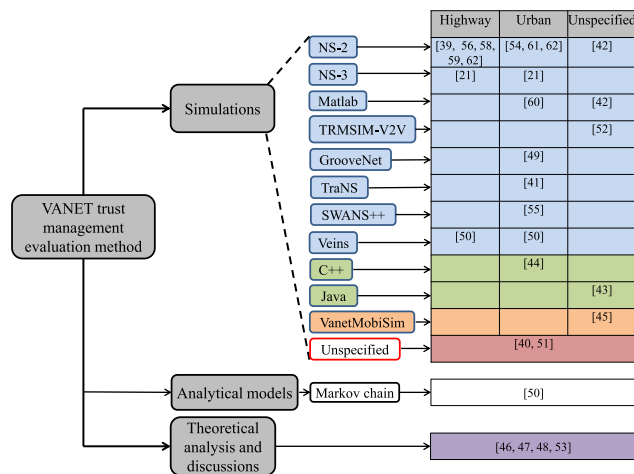 Highway Urban Unspecified
NS-2 [39, 56, 58, [54, 61, 62] [42]
59, 62]
NS-3 [21] [21]
Simulations
Matlab [60] [42]
TRMSIM-V2V [52]
GrooveNet [49]
TraNS [41]
VANET trust
management
evaluation method
SWANS++ [55]
Veins [50] [50]
C++ [44]
Java [43]
VanetMobiSim [45]
Unspecified [40, 51]
Analytical models Markov chain [50]
Theoretical
analysis and
discussions
[46, 47, 48, 53]